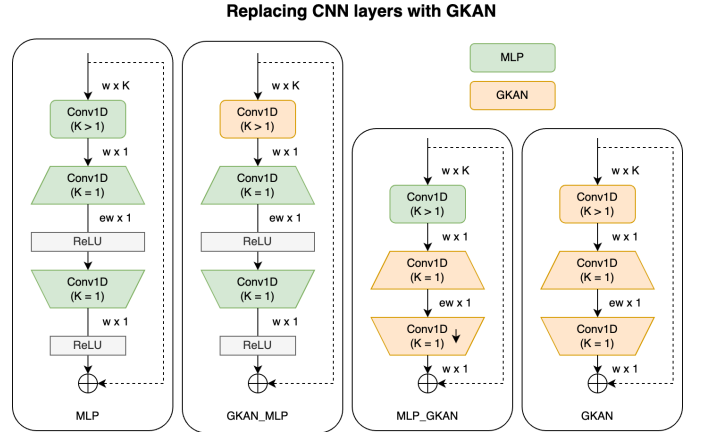 Replacing CNN layers with GKAN
MLP
GKAN
w x K
Conv1D
(K > 1)
w x 1
Conv1D
(K = 1)
ew x 1
ReLU
Conv1D
(K = 1)
w x 1
ReLU
MLP
w x K
Conv1D
(K > 1)
w x 1
Conv1D
(K = 1)
ew x 1
ReLU
Conv1D
(K = 1)
w x 1
ReLU
GKAN_MLP
w x K
Conv1D
(K > 1)
w x 1
Conv1D
(K = 1)
ew x 1
Conv1D
(K = 1)
w x 1
MLP_GKAN
w x K
Conv1D
(K > 1)
w x 1
Conv1D
(K = 1)
ew x 1
Conv1D
(K = 1)
w x 1
GKAN